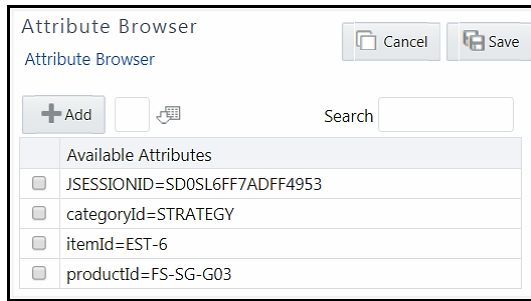 Attribute Browser
Cancel
Save
Attribute Browser
Add
Search
Available Attributes
JSESSIONID=SD0SL6FF7ADFF4953
categoryId=STRATEGY
itemId=EST-6
productId=FS-SG-G03